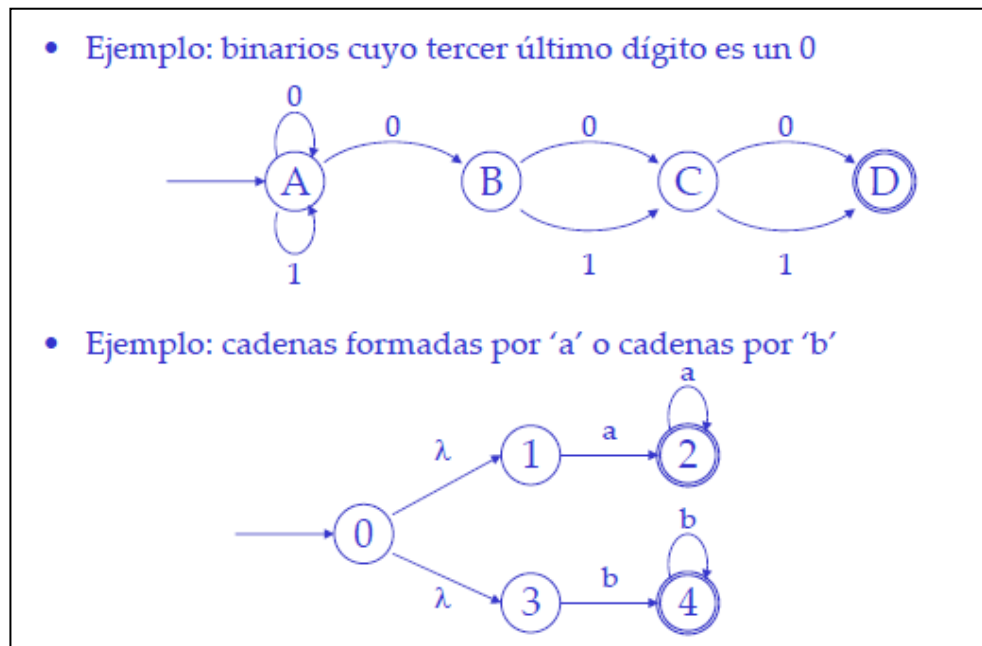 • Ejemplo: binarios cuyo tercer último dígito es un 0
0
0 0 0
A B C D
1 1 1
• Ejemplo: cadenas formadas por ‘a’ o cadenas por ‘b’
a
λ 1 a 2
0
b
λ 3 b 4